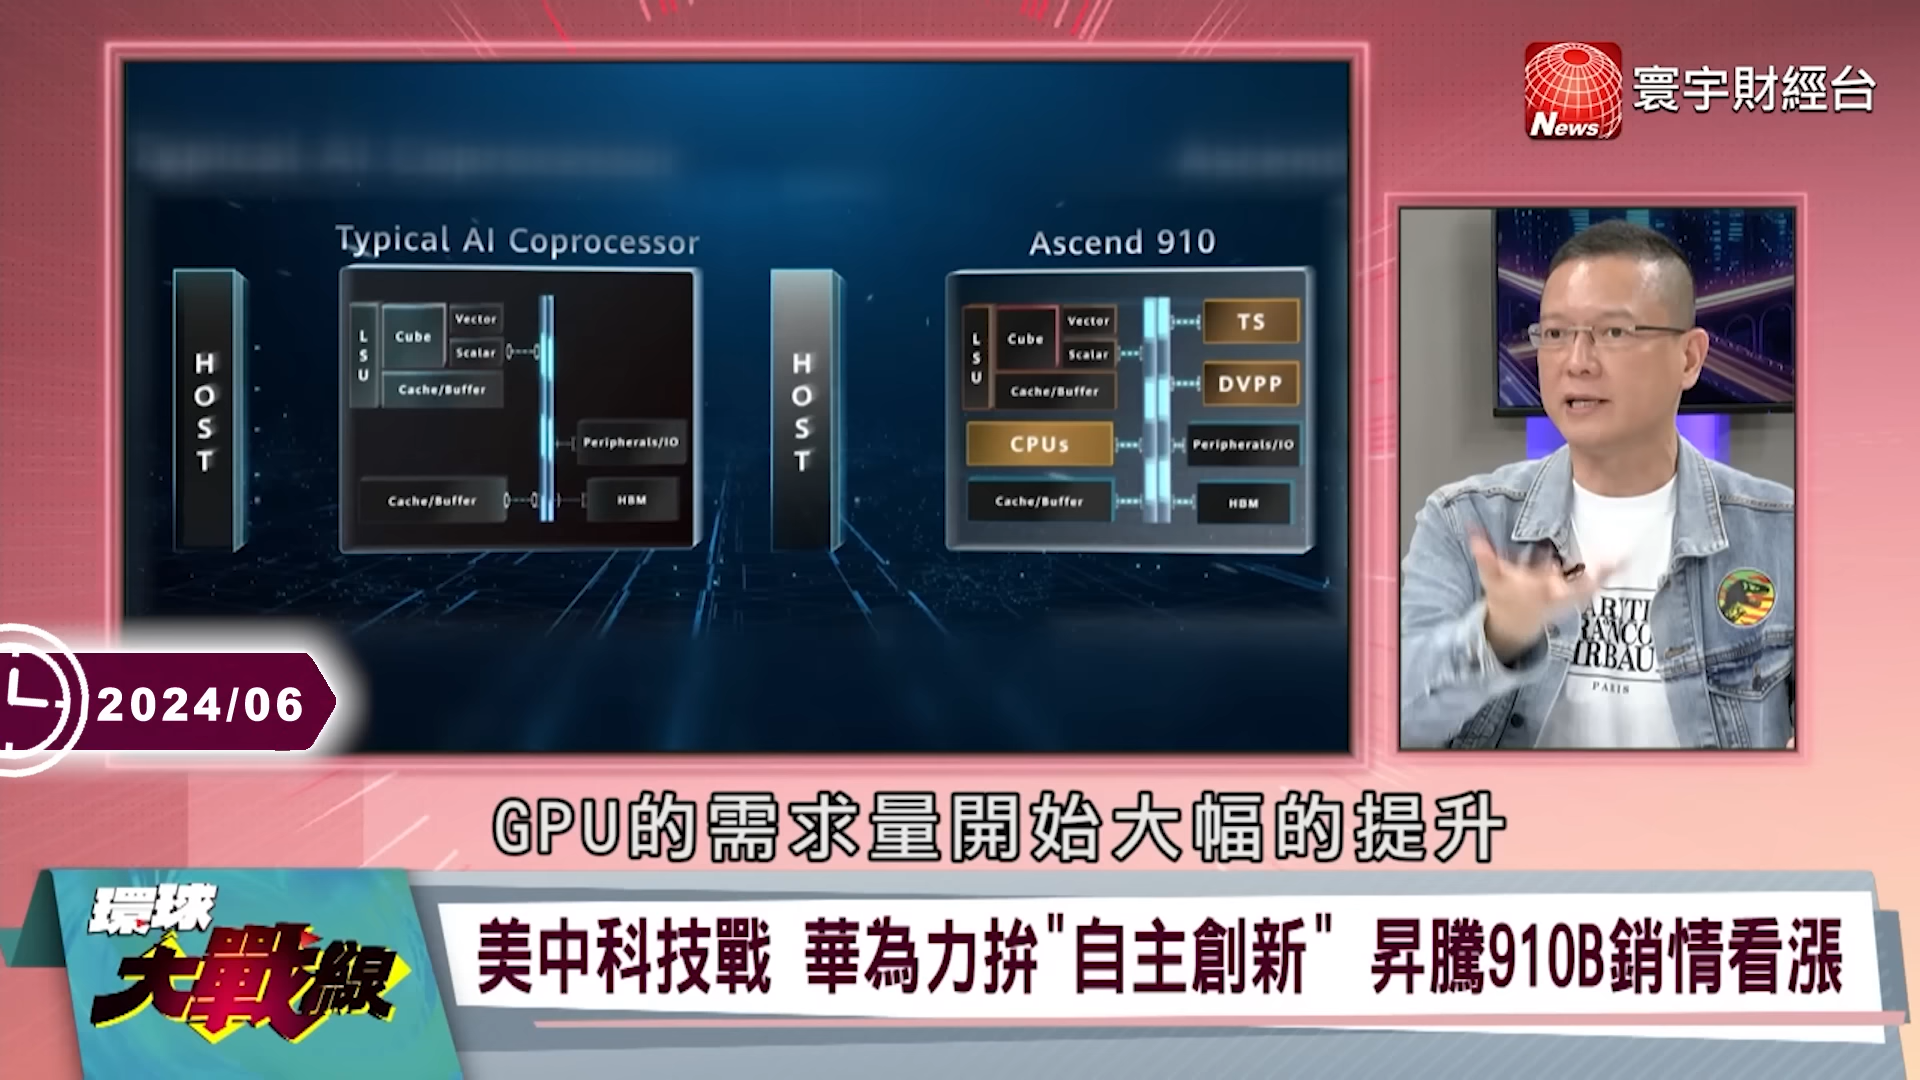 News 寰宇財經台
Typical AI Coprocessor
Ascend 910
HOST
LSU
Cube
Vector
Scalar
Cache/Buffer
Peripherals/IO
Cache/Buffer
HBM
HOST
LSU
Cube
Vector
Scalar
Cache/Buffer
TS
DVPP
CPUs
Peripherals/IO
Cache/Buffer
HBM
PARIS
2024/06
GPU的需求量開始大幅的提升
環球
大戰線
美中科技戰 華為力拚"自主創新" 昇騰910B銷情看漲